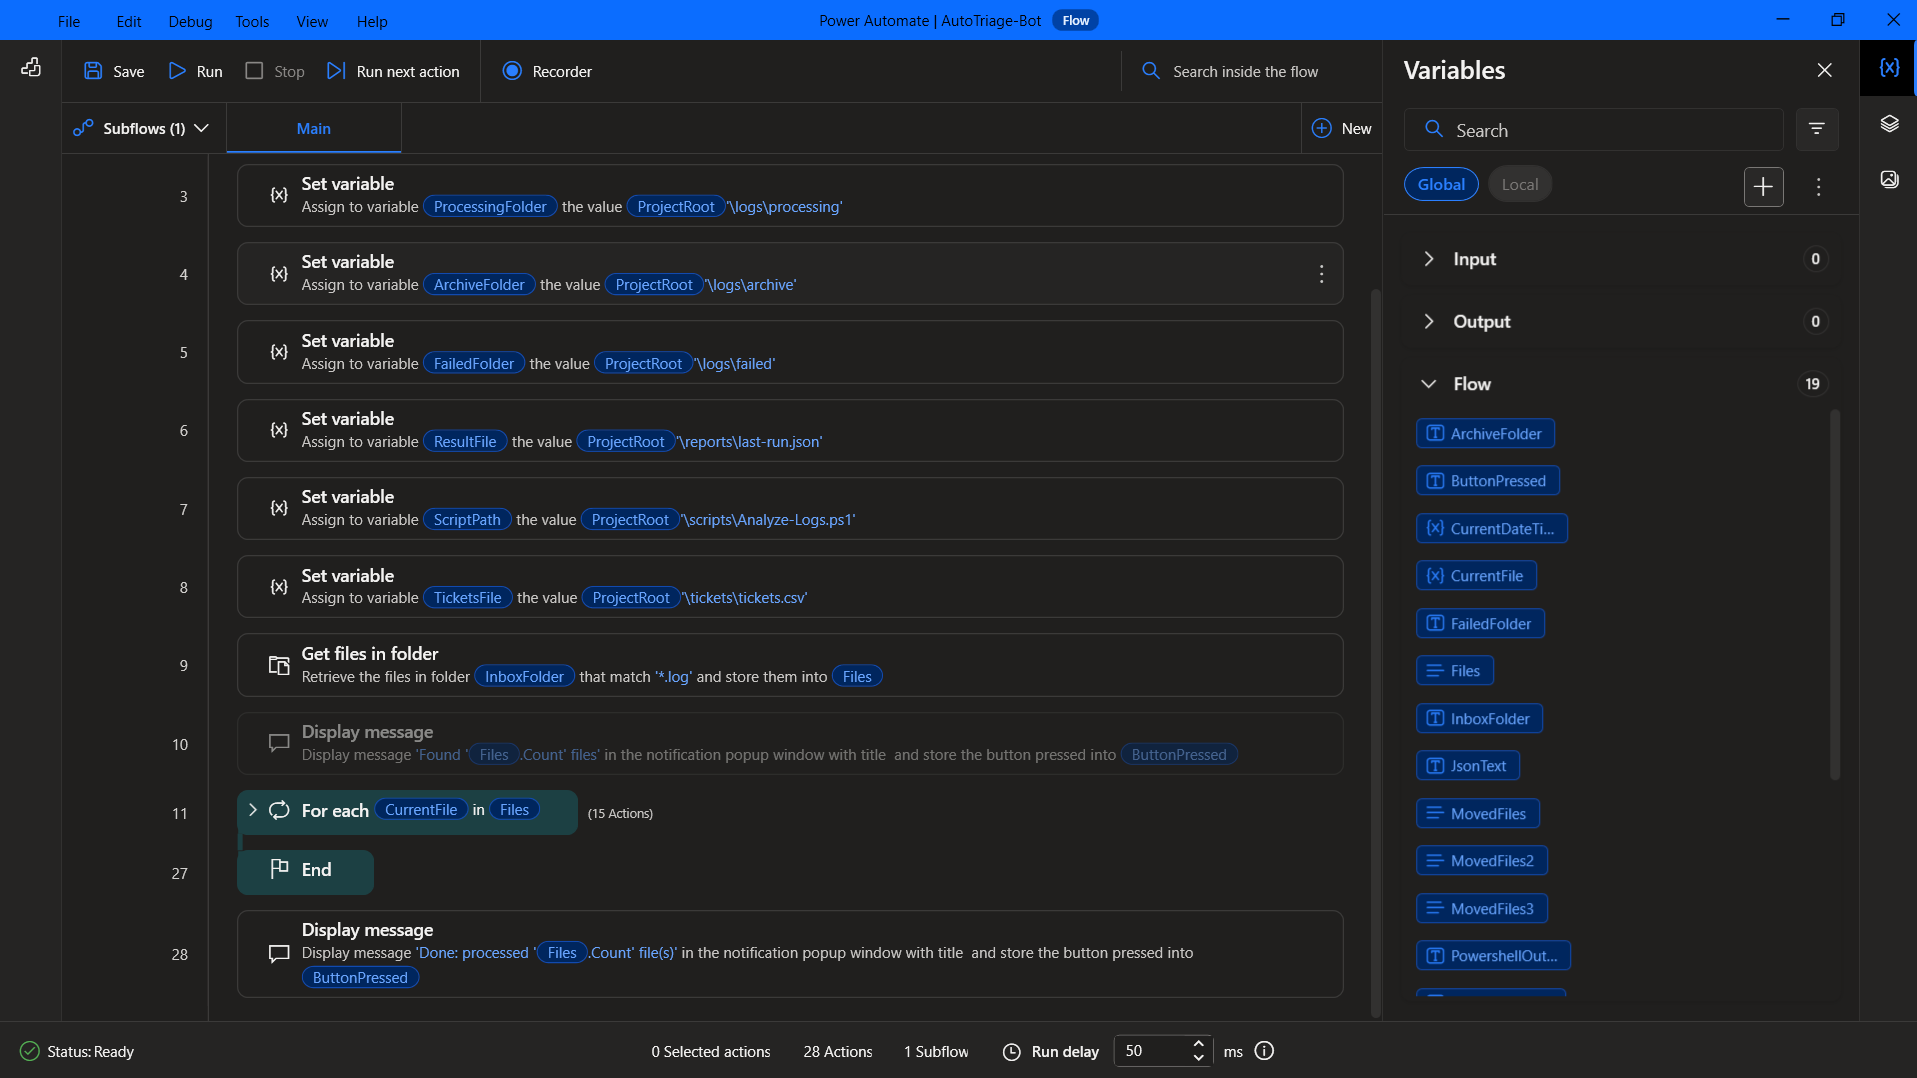 File Edit Debug Tools View Help
Power Automate | AutoTriage-Bot Flow
Save Run Stop Run next action Recorder
Search inside the flow
Subflows (1) Main New
3
Set variable
Assign to variable ProcessingFolder the value ProjectRoot '\logs\processing'
4
Set variable
Assign to variable ArchiveFolder the value ProjectRoot '\logs\archive'
5
Set variable
Assign to variable FailedFolder the value ProjectRoot '\logs\failed'
6
Set variable
Assign to variable ResultFile the value ProjectRoot '\reports\last-run.json'
7
Set variable
Assign to variable ScriptPath the value ProjectRoot '\scripts\Analyze-Logs.ps1'
8
Set variable
Assign to variable TicketsFile the value ProjectRoot '\tickets\tickets.csv'
9
Get files in folder
Retrieve the files in folder InboxFolder that match '*.log' and store them into Files
10
Display message
Display message 'Found ' Files .Count' files' in the notification popup window with title and store the button pressed into ButtonPressed
11
For each CurrentFile in Files (15 Actions)
27
End
28
Display message
Display message 'Done: processed ' Files .Count' file(s)' in the notification popup window with title and store the button pressed into
ButtonPressed
Variables
{x}
Search
Global Local
Input 0
Output 0
Flow 19
ArchiveFolder
ButtonPressed
CurrentDateTi...
CurrentFile
FailedFolder
Files
InboxFolder
JsonText
MovedFiles
MovedFiles2
MovedFiles3
PowershellOut...
Status: Ready
0 Selected actions 28 Actions 1 Subflow Run delay 50 ms